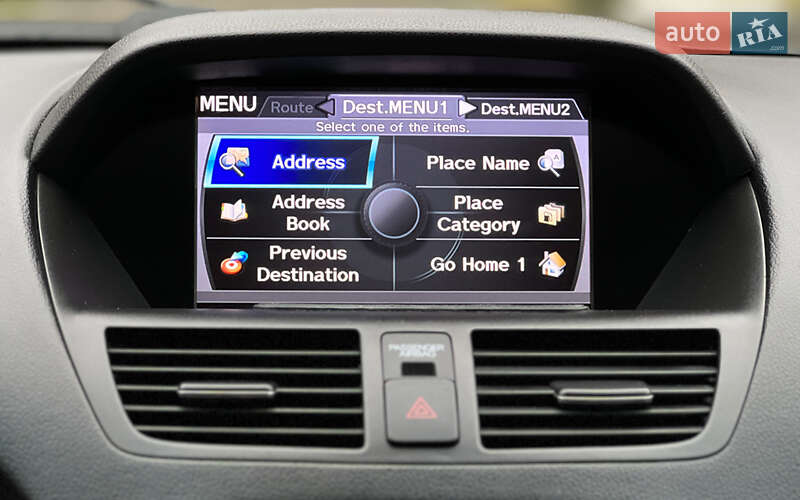 auto RIA
.com
MENU Route Dest.MENU1 Dest.MENU2
Select one of the items.
Address
Place Name
Address
Book
Place
Category
Previous
Destination
Go Home 1
PASSENGER
AIRBAG